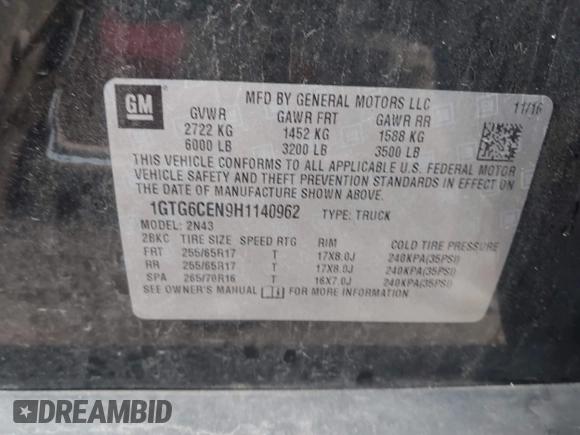 GM
MFD BY GENERAL MOTORS LLC
11/16
GVWR GAWR FRT GAWR RR
2722 KG 1452 KG 1588 KG
6000 LB 3200 LB 3500 LB
THIS VEHICLE CONFORMS TO ALL APPLICABLE U.S. FEDERAL MOTOR
VEHICLE SAFETY AND THEFT PREVENTION STANDARDS IN EFFECT ON
THE DATE OF MANUFACTURE SHOWN ABOVE.
1GTG6CEN9H1140962 TYPE: TRUCK
MODEL: 2N43
2BKC TIRE SIZE SPEED RTG RIM COLD TIRE PRESSURE
FRT 255/65R17 T 17X8.0J 240KPA(35PSI)
RR 255/65R17 T 17X8.0J 240KPA(35PSI)
SPA 265/70R16 T 16X7.0J 240KPA(35PSI)
SEE OWNER'S MANUAL FOR MORE INFORMATION
DREAMBID